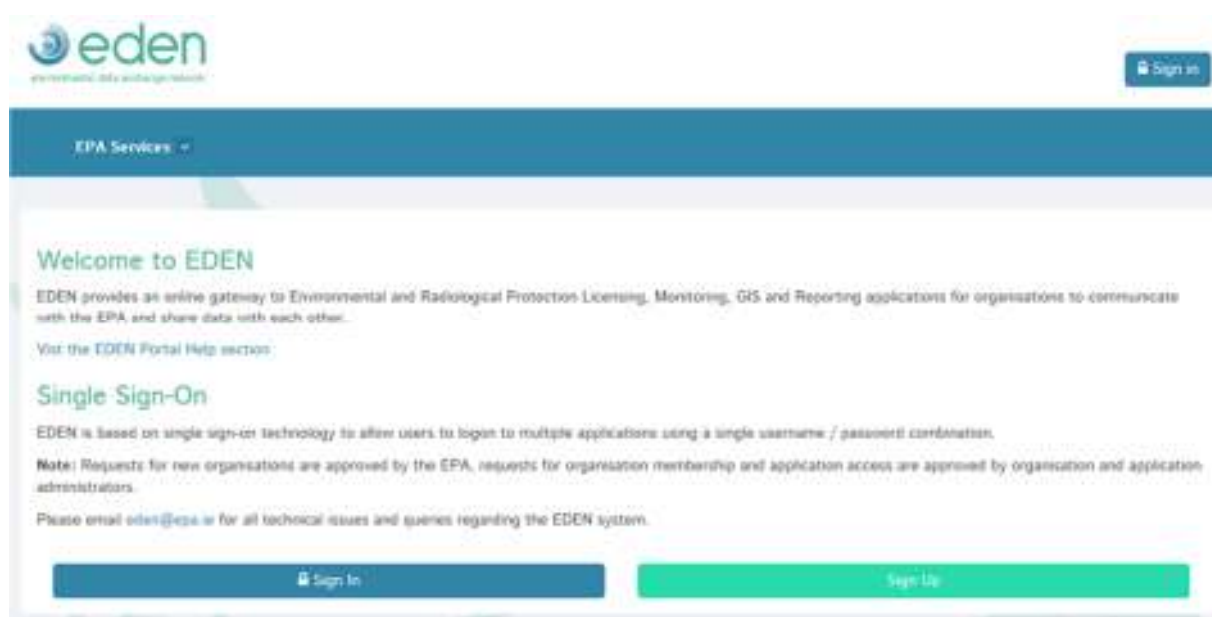 eden
environmental data exchange network
Sign in
EPA Services
Welcome to EDEN
EDEN provides an online gateway to Environmental and Radiological Protection Licensing, Monitoring, GIS and Reporting applications for organisations to communicate
with the EPA and share data with each other.
Visit the EDEN Portal Help section
Single Sign-On
EDEN is based on single sign-on technology to allow users to logon to multiple applications using a single username / password combination.
Note: Requests for new organisations are approved by the EPA, requests for organisation membership and application access are approved by organisation and application
administrators.
Please email eden@epa.ie for all technical issues and queries regarding the EDEN system.
Sign In
Sign Up